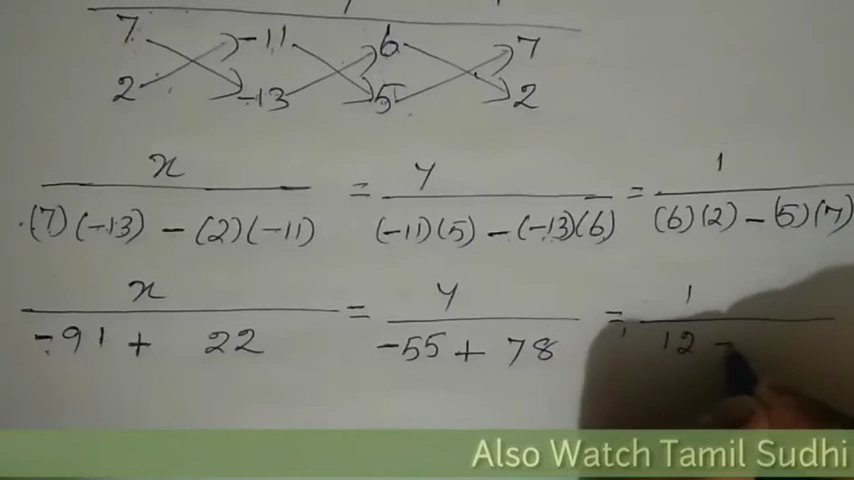 7 -11 6 7
2 -13 5 2
x = y = 1
(7)(-13) - (2)(-11) (-11)(5) - (-13)(6) (6)(2) - (5)(7)
x = y = 1
-91 + 22 -55 + 78 12 -
Also Watch Tamil Sudhi